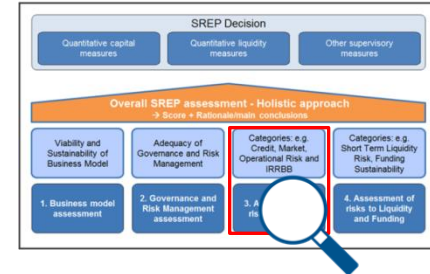 SREP Decision
Quantitative capital
measures
Quantitative liquidity
measures
Other supervisory
measures
Overall SREP assessment - Holistic approach
→ Score + Rationale/main conclusions
Viability and
Sustainability of
Business Model
Adequacy of
Governance and Risk
Management
Categories: e.g.
Credit, Market,
Operational Risk and
IRRBB
Categories: e.g.
Short Term Liquidity
Risk, Funding
Sustainability
1. Business model
assessment
2. Governance and
Risk Management
assessment
3. A
ris
4. Assessment of
risks to Liquidity
and Funding